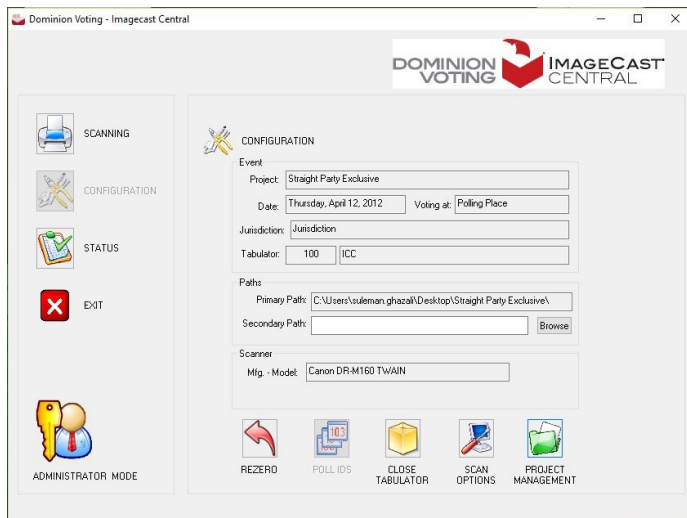 Dominion Voting - Imagecast Central
DOMINION VOTING
IMAGECAST CENTRAL
SCANNING
CONFIGURATION
STATUS
EXIT
ADMINISTRATOR MODE
CONFIGURATION
Event
Project: Straight Party Exclusive
Date: Thursday, April 12, 2012 Voting at: Polling Place
Jurisdiction: Jurisdiction
Tabulator: 100 ICC
Paths
Primary Path: C:\Users\suleman.ghazali\Desktop\Straight Party Exclusive\
Secondary Path: Browse
Scanner
Mfg. - Model: Canon DR-M160 TWAIN
103
REZERO
POLL IDS
CLOSE
TABULATOR
SCAN
OPTIONS
PROJECT
MANAGEMENT